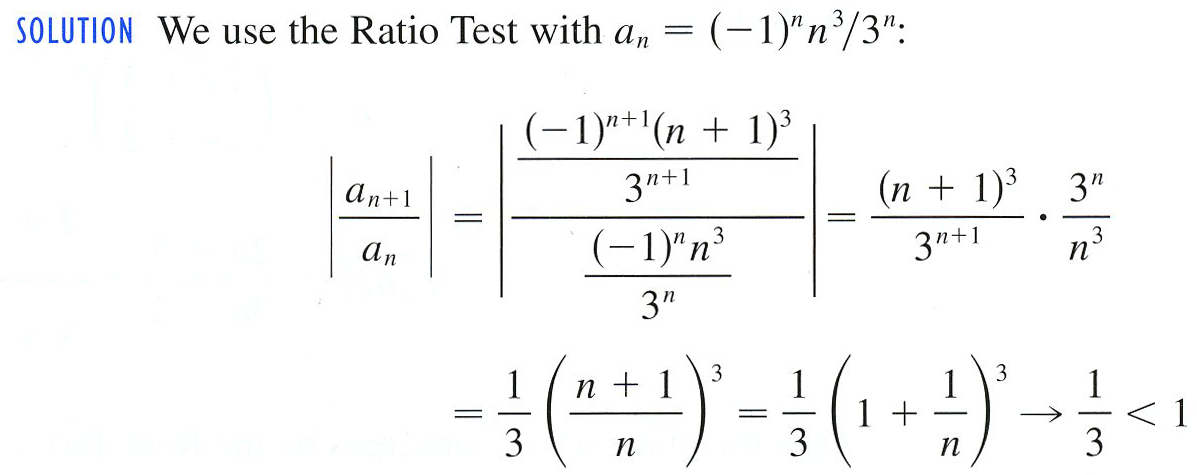 SOLUTION We use the Ratio Test with aₙ = (−1)ⁿn³/3ⁿ:
|aₙ₊₁ / aₙ| = |((−1)ⁿ⁺¹(n + 1)³ / 3ⁿ⁺¹) / ((−1)ⁿn³ / 3ⁿ)| = (n + 1)³ / 3ⁿ⁺¹ · 3ⁿ / n³
= 1/3 ((n + 1) / n)³ = 1/3 (1 + 1/n)³ → 1/3 < 1